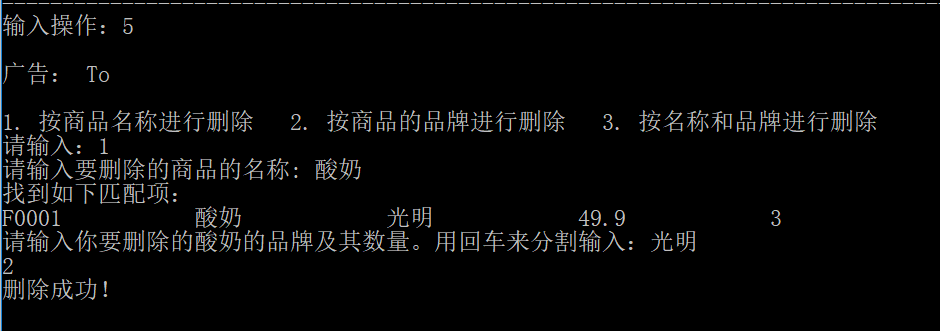 输入操作：5
广告： To
1. 按商品名称进行删除 2. 按商品的品牌进行删除 3. 按名称和品牌进行删除
请输入：1
请输入要删除的商品的名称: 酸奶
找到如下匹配项：
F0001 酸奶 光明 49.9 3
请输入你要删除的酸奶的品牌及其数量。用回车来分割输入：光明
2
删除成功！